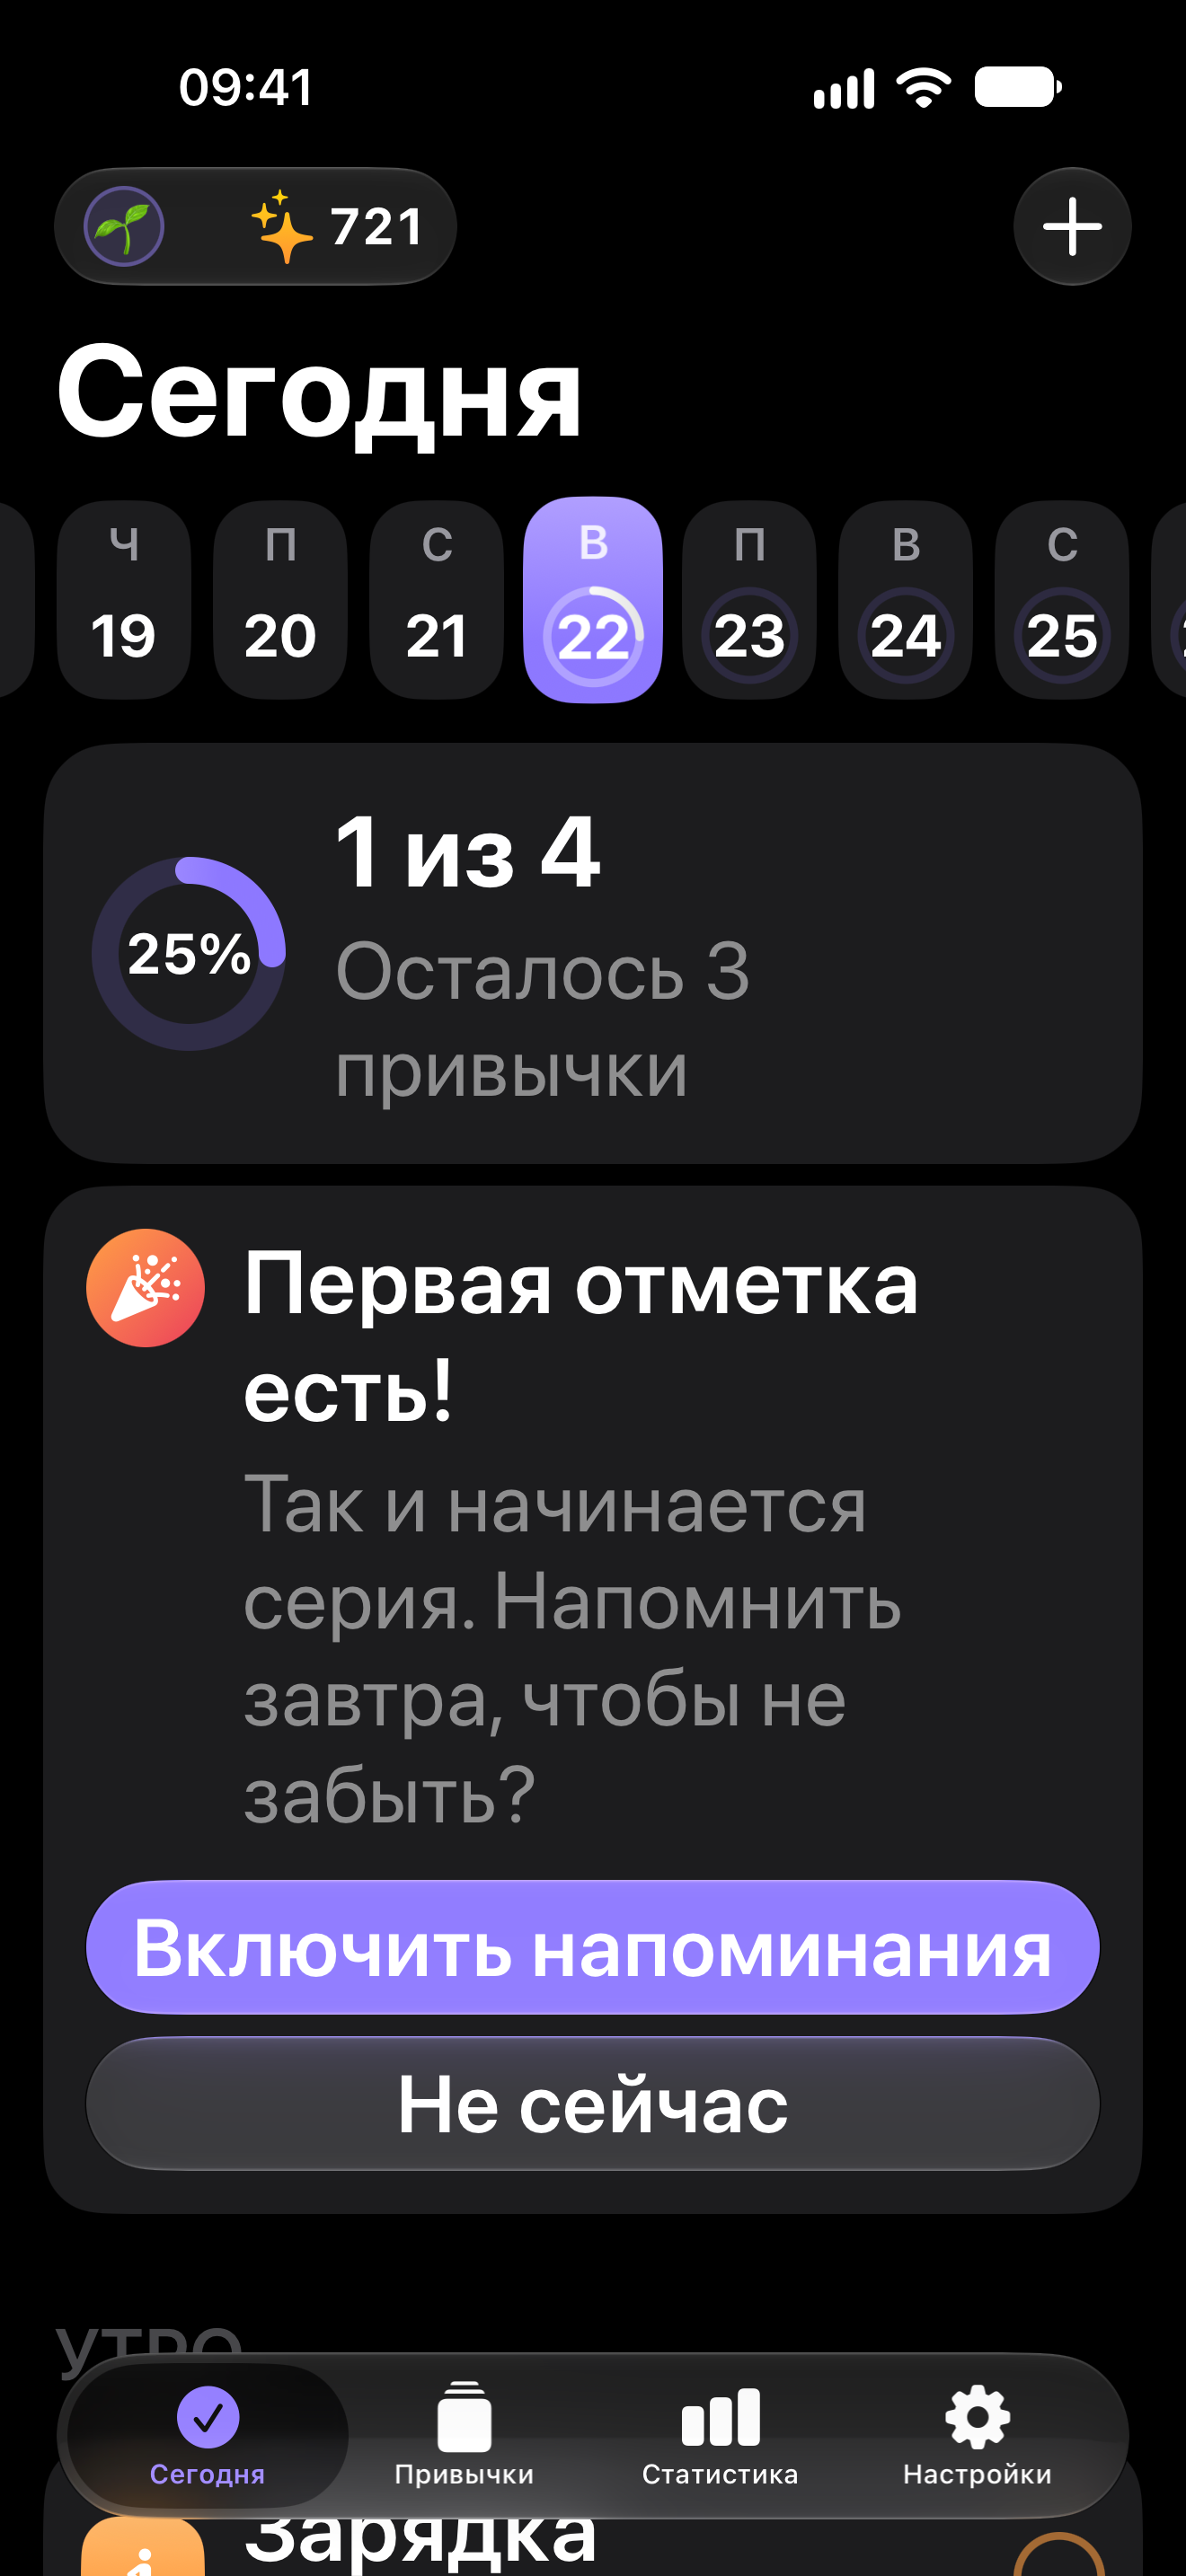 09:41
721
Сегодня
Ч П С В П В С
19 20 21 22 23 24 25
1 из 4
25%
Осталось 3
привычки
Первая отметка
есть!
Так и начинается
серия. Напомнить
завтра, чтобы не
забыть?
Включить напоминания
Не сейчас
УТРО
Сегодня Привычки Статистика Настройки
Зарядка